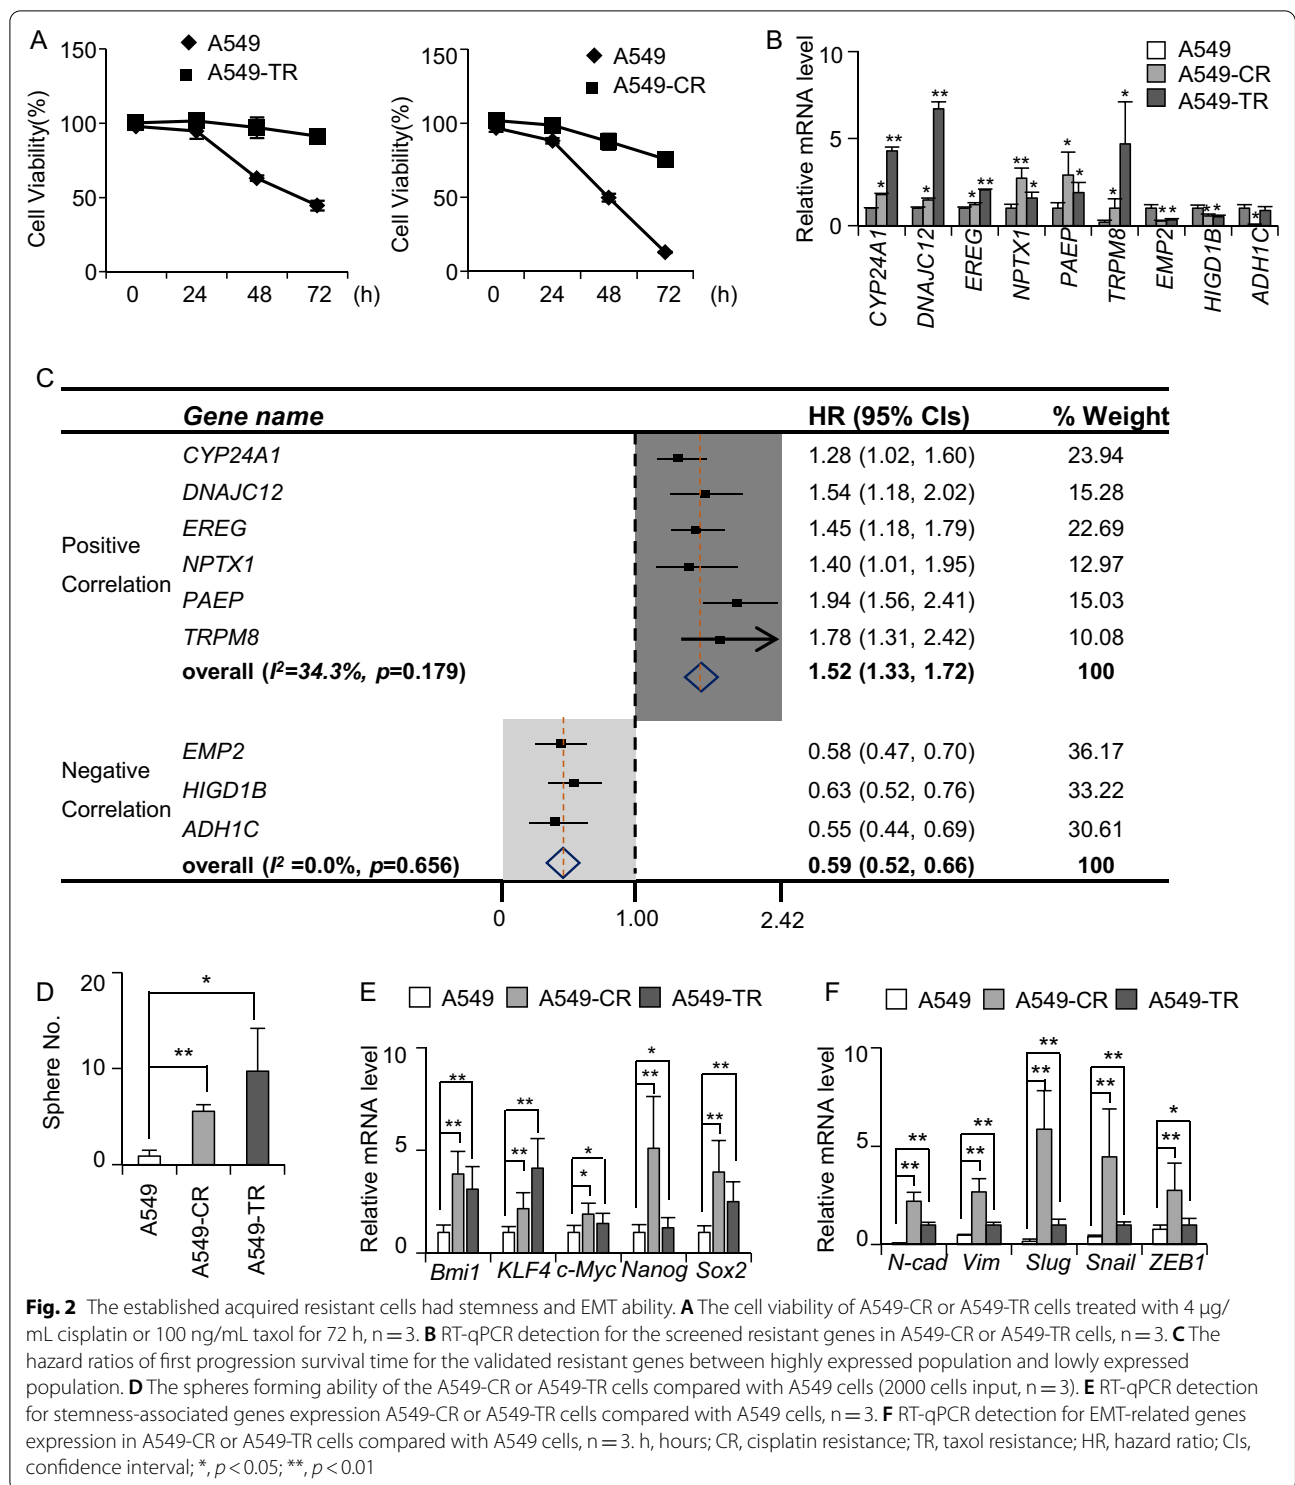 A
150
100
50
0
Cell Viability(%)
A549
A549-TR
0 24 48 72 (h)
150
100
50
0
Cell Viability(%)
A549
A549-CR
0 24 48 72 (h)
B
10
5
0
Relative mRNA level
A549
A549-CR
A549-TR
* ** * ** * ** ** * * * * * ** ** *
CYP24A1 DNAJC12 EREG NPTX1 PAEP TRPM8 EMP2 HIGD1B ADH1C
C
Gene name HR (95% CIs) % Weight
Positive Correlation
CYP24A1 1.28 (1.02, 1.60) 23.94
DNAJC12 1.54 (1.18, 2.02) 15.28
EREG 1.45 (1.18, 1.79) 22.69
NPTX1 1.40 (1.01, 1.95) 12.97
PAEP 1.94 (1.56, 2.41) 15.03
TRPM8 1.78 (1.31, 2.42) 10.08
overall (I²=34.3%, p=0.179) 1.52 (1.33, 1.72) 100
Negative Correlation
EMP2 0.58 (0.47, 0.70) 36.17
HIGD1B 0.63 (0.52, 0.76) 33.22
ADH1C 0.55 (0.44, 0.69) 30.61
overall (I² =0.0%, p=0.656) 0.59 (0.52, 0.66) 100
0 1.00 2.42
D
20
10
0
Sphere No.
*
**
A549 A549-CR A549-TR
E
A549 A549-CR A549-TR
10
5
0
Relative mRNA level
** ** ** ** * * * ** ** **
Bmi1 KLF4 c-Myc Nanog Sox2
F
A549 A549-CR A549-TR
10
5
0
Relative mRNA level
** ** ** ** ** ** ** ** * **
N-cad Vim Slug Snail ZEB1
Fig. 2 The established acquired resistant cells had stemness and EMT ability. A The cell viability of A549-CR or A549-TR cells treated with 4 μg/
mL cisplatin or 100 ng/mL taxol for 72 h, n = 3. B RT-qPCR detection for the screened resistant genes in A549-CR or A549-TR cells, n = 3. C The
hazard ratios of first progression survival time for the validated resistant genes between highly expressed population and lowly expressed
population. D The spheres forming ability of the A549-CR or A549-TR cells compared with A549 cells (2000 cells input, n = 3). E RT-qPCR detection
for stemness-associated genes expression A549-CR or A549-TR cells compared with A549 cells, n = 3. F RT-qPCR detection for EMT-related genes
expression in A549-CR or A549-TR cells compared with A549 cells, n = 3. h, hours; CR, cisplatin resistance; TR, taxol resistance; HR, hazard ratio; CIs,
confidence interval; *, p < 0.05; **, p < 0.01